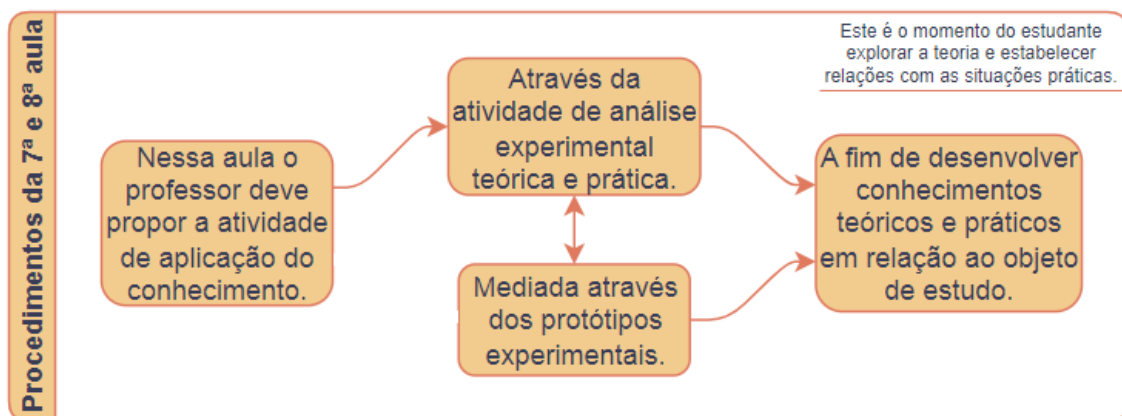 Procedimentos da 7ª e 8ª aula
Este é o momento do estudante
explorar a teoria e estabelecer
relações com as situações práticas.
Nessa aula o
professor deve
propor a atividade
de aplicação do
conhecimento.
Através da
atividade de análise
experimental
teórica e prática.
Mediada através
dos protótipos
experimentais.
A fim de desenvolver
conhecimentos
teóricos e práticos
em relação ao objeto
de estudo.